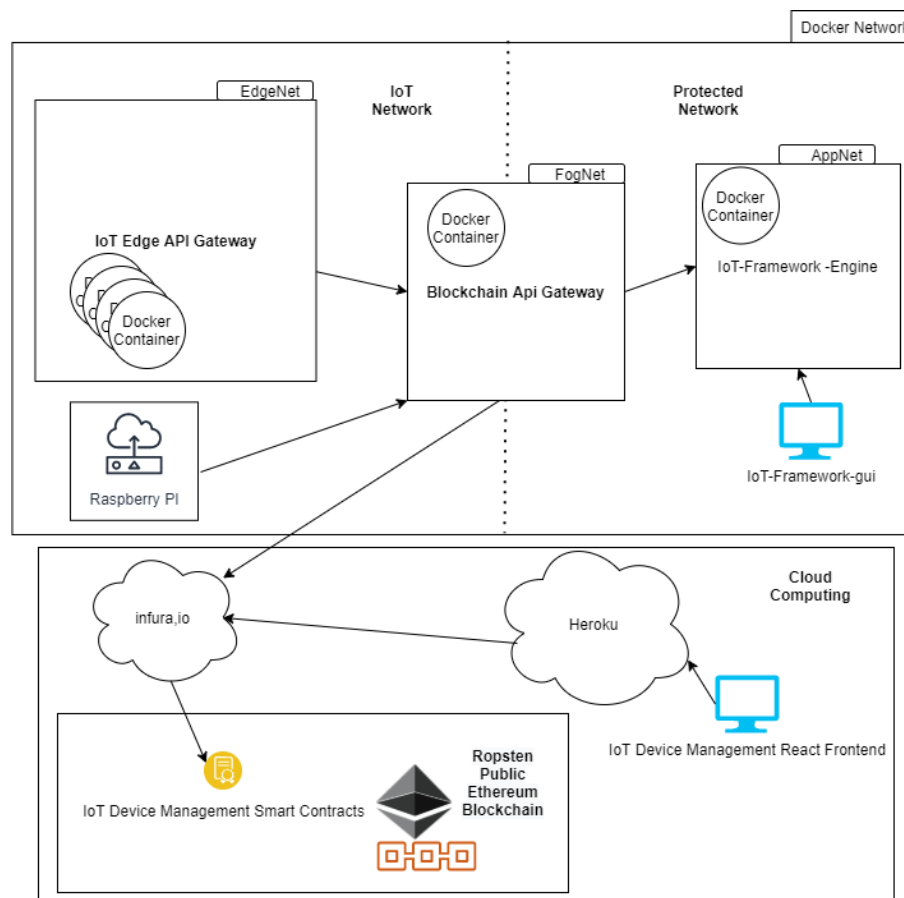 Docker Network
EdgeNet
IoT
Network
Protected
Network
AppNet
FogNet
Docker
Container
Docker
Container
IoT Edge API Gateway
IoT-Framework -Engine
Blockchain Api Gateway
Docker
Container
Raspberry PI
IoT-Framework-gui
Cloud
Computing
infura,io
Heroku
IoT Device Management React Frontend
Ropsten
Public
Ethereum
Blockchain
IoT Device Management Smart Contracts